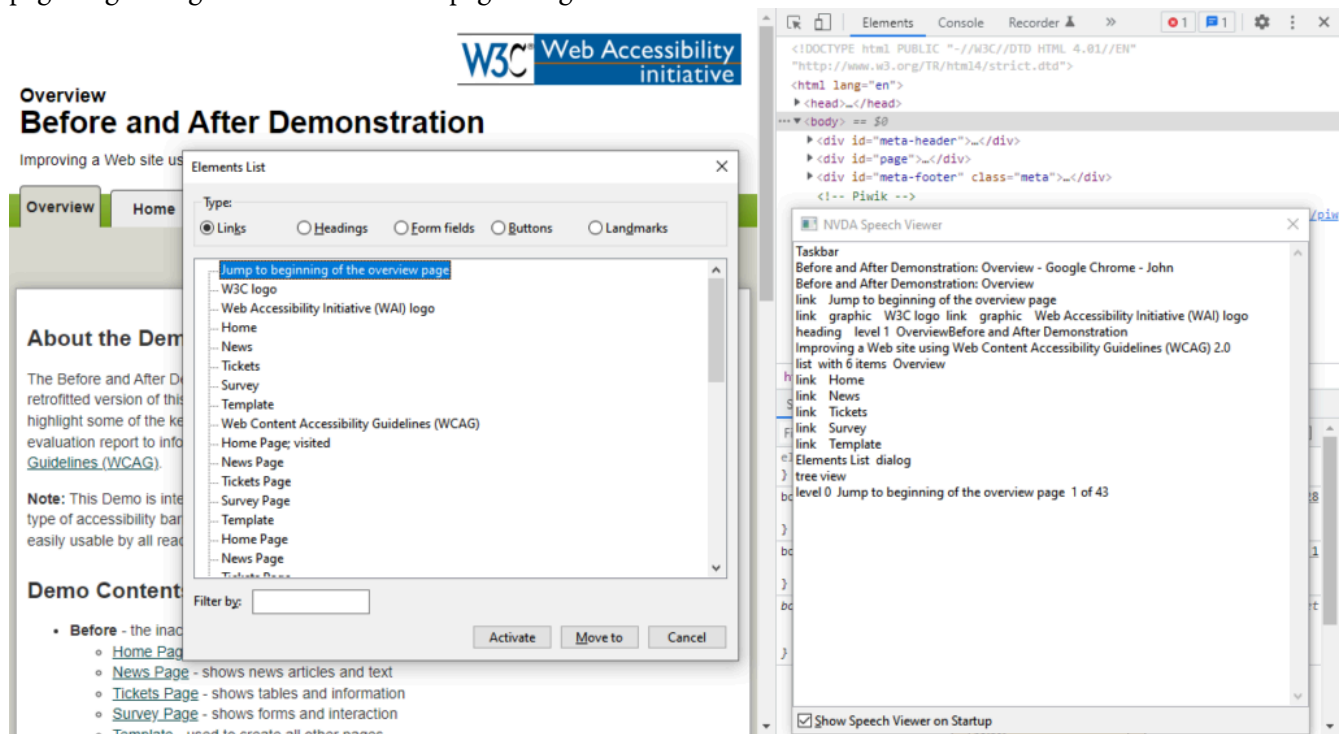 W3C® Web Accessibility
initiative
Overview
Before and After Demonstration
Improving a Web site us
Overview
Home
About the Dem
The Before and After D
retrofitted version of this
highlight some of the ke
evaluation report to info
Guidelines (WCAG).
Note: This Demo is inte
type of accessibility bar
easily usable by all read
Demo Content
• Before - the inac
Home Pag
News Page - shows news articles and text
Tickets Page - shows tables and information
Survey Page - shows forms and interaction
Template - used to create all other pages
Elements List
Type:
Links Headings Form fields Buttons Landmarks
Jump to beginning of the overview page
W3C logo
Web Accessibility Initiative (WAI) logo
Home
News
Tickets
Survey
Template
Web Content Accessibility Guidelines (WCAG)
Home Page; visited
News Page
Tickets Page
Survey Page
Template
Home Page
News Page
Tickets Page
Filter by:
Activate Move to Cancel
Elements Console Recorder » 1 1
<!DOCTYPE html PUBLIC "-//W3C//DTD HTML 4.01//EN"
"http://www.w3.org/TR/html4/strict.dtd">
<html lang="en">
<head>…</head>
<body> == $0
<div id="meta-header">…</div>
<div id="page">…</div>
<div id="meta-footer" class="meta">…</div>
<!-- Piwik -->
/piw
NVDA Speech Viewer
Taskbar
Before and After Demonstration: Overview - Google Chrome - John
Before and After Demonstration: Overview
link Jump to beginning of the overview page
link graphic W3C logo link graphic Web Accessibility Initiative (WAI) logo
heading level 1 OverviewBefore and After Demonstration
Improving a Web site using Web Content Accessibility Guidelines (WCAG) 2.0
list with 6 items Overview
link Home
link News
link Tickets
link Survey
link Template
Elements List dialog
tree view
level 0 Jump to beginning of the overview page 1 of 43
Show Speech Viewer on Startup